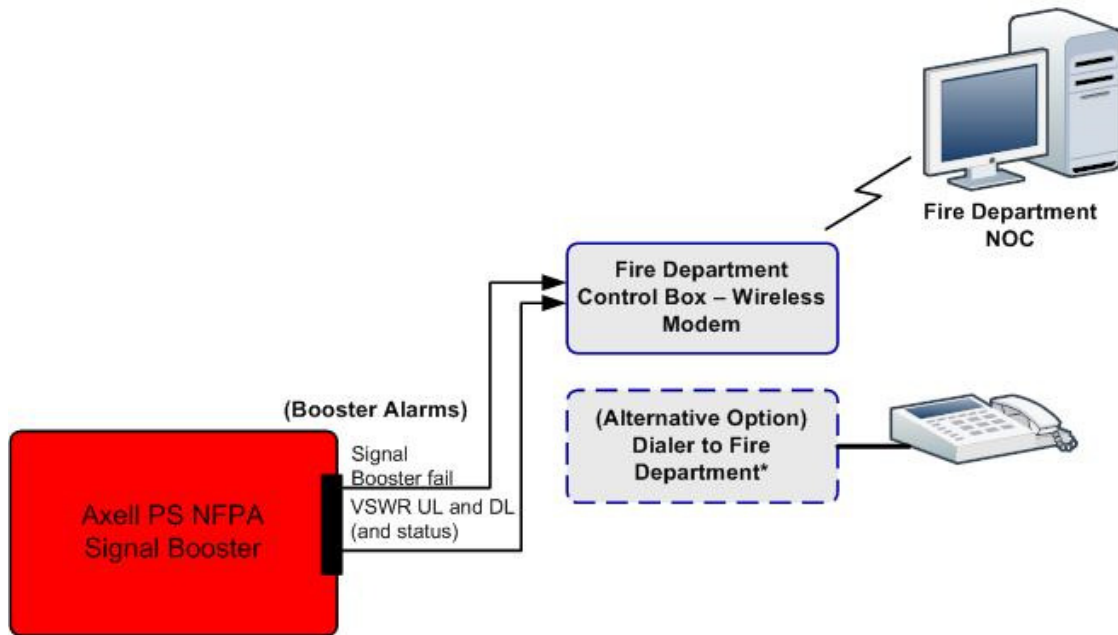 Fire Department
NOC
Fire Department
Control Box – Wireless
Modem
(Booster Alarms)
(Alternative Option)
Dialer to Fire
Department*
Signal
Booster fail
VSWR UL and DL
(and status)
Axell PS NFPA
Signal Booster